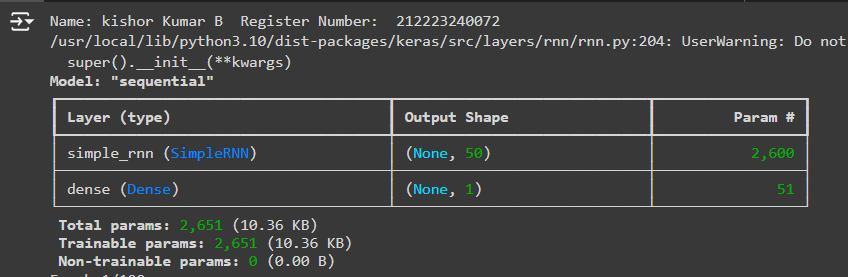 Name: kishor Kumar B Register Number: 212223240072
/usr/local/lib/python3.10/dist-packages/keras/src/layers/rnn/rnn.py:204: UserWarning: Do not
super().__init__(**kwargs)
Model: "sequential"
Layer (type) Output Shape Param #
simple_rnn (SimpleRNN) (None, 50) 2,600
dense (Dense) (None, 1) 51
Total params: 2,651 (10.36 KB)
Trainable params: 2,651 (10.36 KB)
Non-trainable params: 0 (0.00 B)